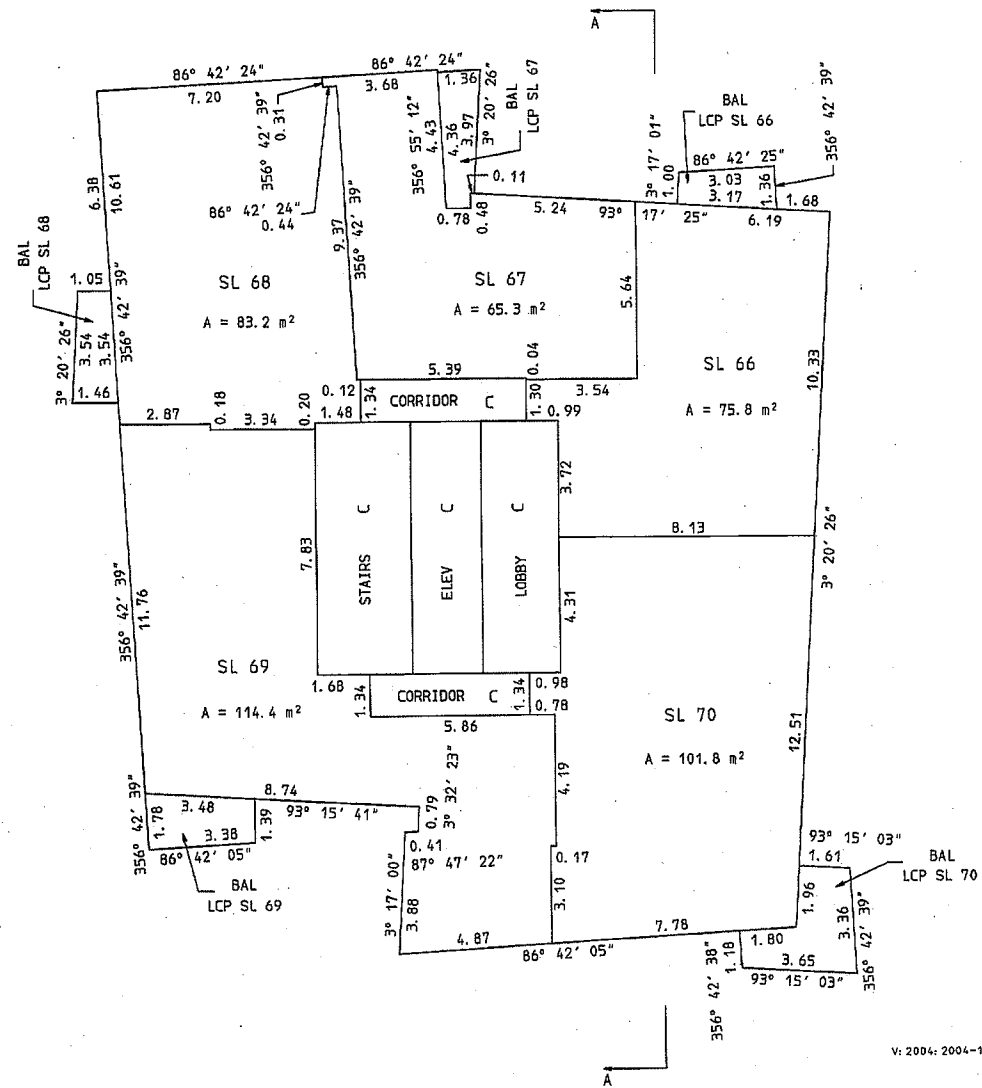 A
86° 42' 24"
7.20
86° 42' 24"
3.68
1.36
356° 42' 39"
0.31
86° 42' 24"
0.44
356° 55' 12"
4.43
4.36
3.97
3° 20' 26"
BAL
LCP SL 67
0.11
0.78
0.48
5.24
93° 17' 25"
3° 17' 01"
1.00
BAL
LCP SL 66
86° 42' 25"
3.03
3.17
1.36
356° 42' 39"
1.68
6.19
6.38
10.61
356° 42' 39"
BAL
LCP SL 68
1.05
3° 20' 26"
3.54
3.54
1.46
SL 68
A = 83.2 m²
9.37
356° 42' 39"
SL 67
A = 65.3 m²
5.64
SL 66
A = 75.8 m²
10.33
5.39
0.04
3.54
0.12
1.48
1.34
CORRIDOR C
1.30
0.99
2.87
0.18
3.34
0.20
3.72
8.13
3° 20' 26"
356° 42' 39"
11.76
7.83
STAIRS C
ELEV C
LOBBY C
4.31
SL 69
A = 114.4 m²
1.68
1.34
CORRIDOR C
1.34
0.98
0.78
5.86
SL 70
A = 101.8 m²
12.51
4.19
356° 42' 39"
1.78
3.48
8.74
93° 15' 41"
3.38
1.39
86° 42' 05"
BAL
LCP SL 69
0.79
3° 32' 23"
0.41
87° 47' 22"
3° 17' 00"
3.88
0.17
3.10
4.87
86° 42' 05"
7.78
93° 15' 03"
1.61
BAL
LCP SL 70
1.96
3.36
356° 42' 39"
1.80
356° 42' 38"
1.18
3.65
93° 15' 03"
A
V: 2004: 2004-1